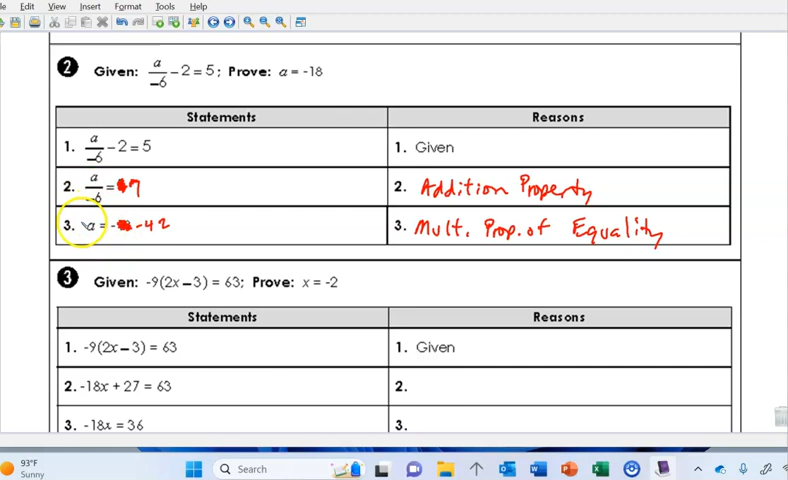 Edit View Insert Format Tools Help
2 Given: a/-6 – 2 = 5; Prove: a = -18
Statements Reasons
1. a/-6 – 2 = 5 1. Given
2. a/-6 = 7 2. Addition Property
3. a = -42 3. Mult. Prop. of Equality
3 Given: -9(2x – 3) = 63; Prove: x = -2
Statements Reasons
1. -9(2x – 3) = 63 1. Given
2. -18x + 27 = 63 2.
3. -18x = 36 3.
93°F
Sunny
Search